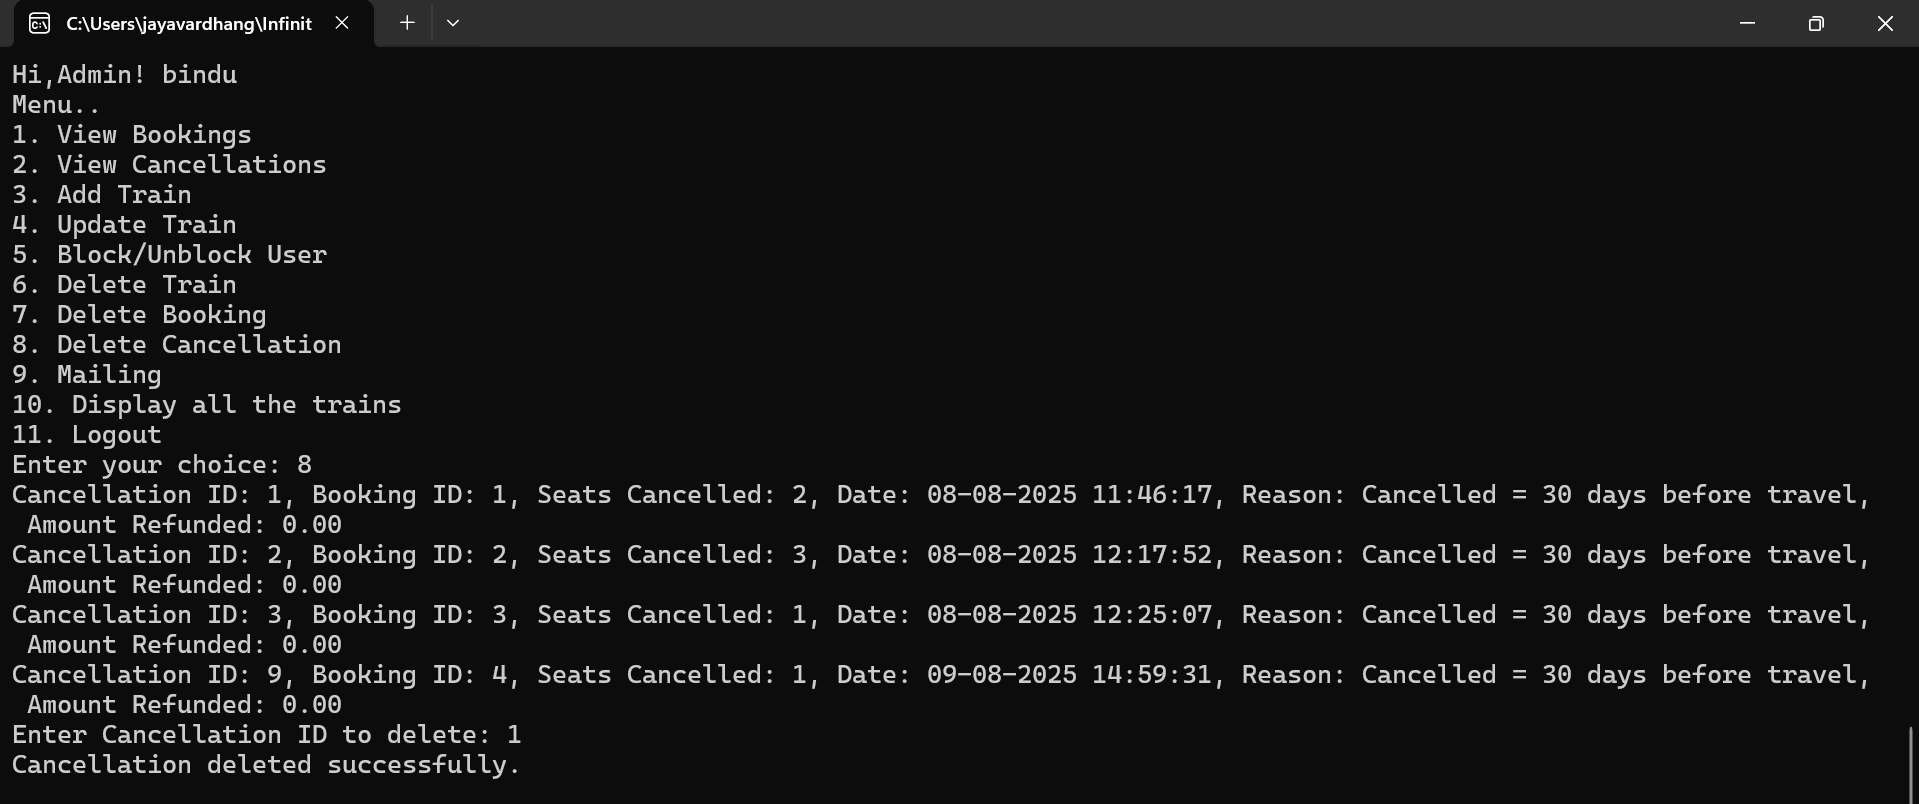 C:\Users\jayavardhang\Infinit
Hi,Admin! bindu
Menu..
1. View Bookings
2. View Cancellations
3. Add Train
4. Update Train
5. Block/Unblock User
6. Delete Train
7. Delete Booking
8. Delete Cancellation
9. Mailing
10. Display all the trains
11. Logout
Enter your choice: 8
Cancellation ID: 1, Booking ID: 1, Seats Cancelled: 2, Date: 08-08-2025 11:46:17, Reason: Cancelled = 30 days before travel,
 Amount Refunded: 0.00
Cancellation ID: 2, Booking ID: 2, Seats Cancelled: 3, Date: 08-08-2025 12:17:52, Reason: Cancelled = 30 days before travel,
 Amount Refunded: 0.00
Cancellation ID: 3, Booking ID: 3, Seats Cancelled: 1, Date: 08-08-2025 12:25:07, Reason: Cancelled = 30 days before travel,
 Amount Refunded: 0.00
Cancellation ID: 9, Booking ID: 4, Seats Cancelled: 1, Date: 09-08-2025 14:59:31, Reason: Cancelled = 30 days before travel,
 Amount Refunded: 0.00
Enter Cancellation ID to delete: 1
Cancellation deleted successfully.